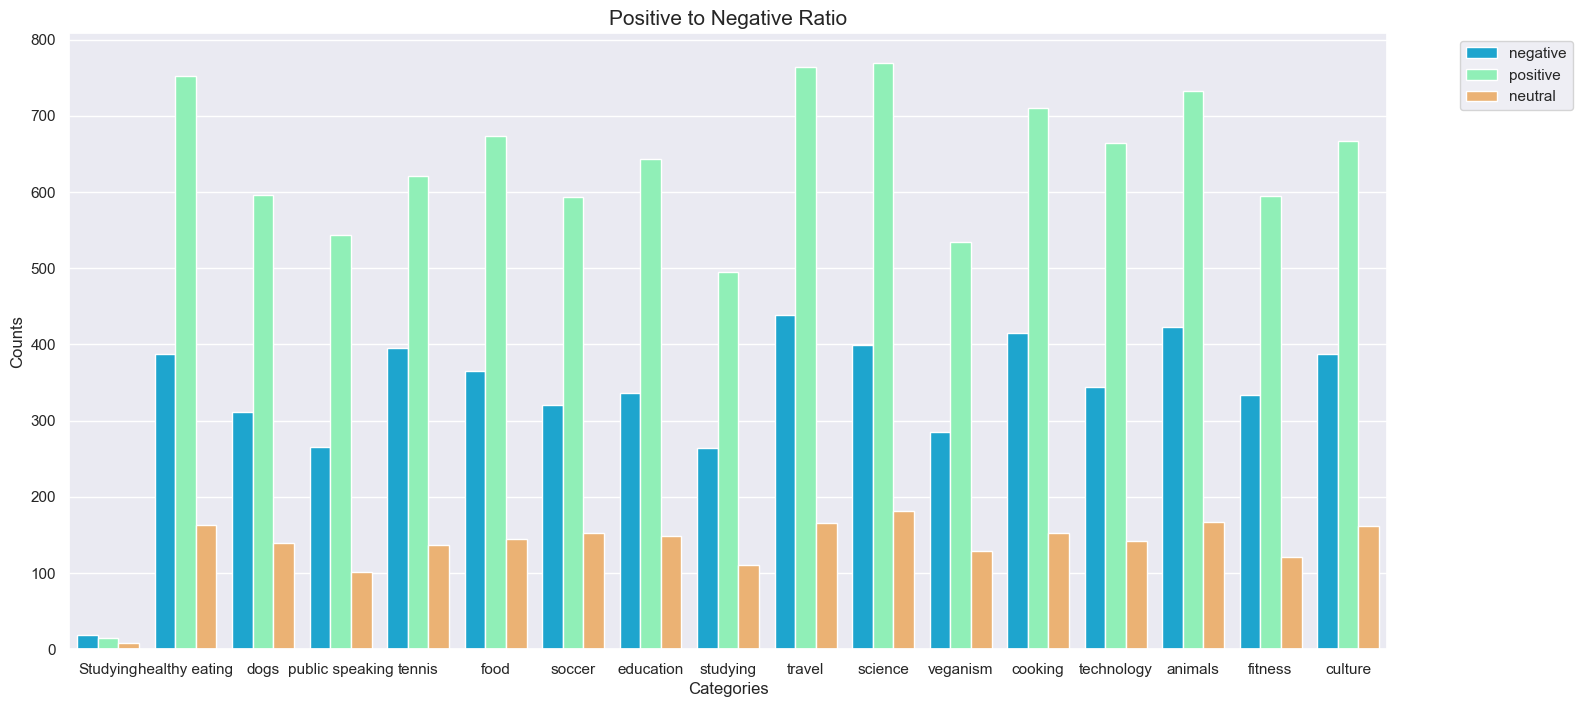 Positive to Negative Ratio
negative
positive
neutral
Counts
800
700
600
500
400
300
200
100
0
Studying healthy eating dogs public speaking tennis food soccer education studying travel science veganism cooking technology animals fitness culture
Categories